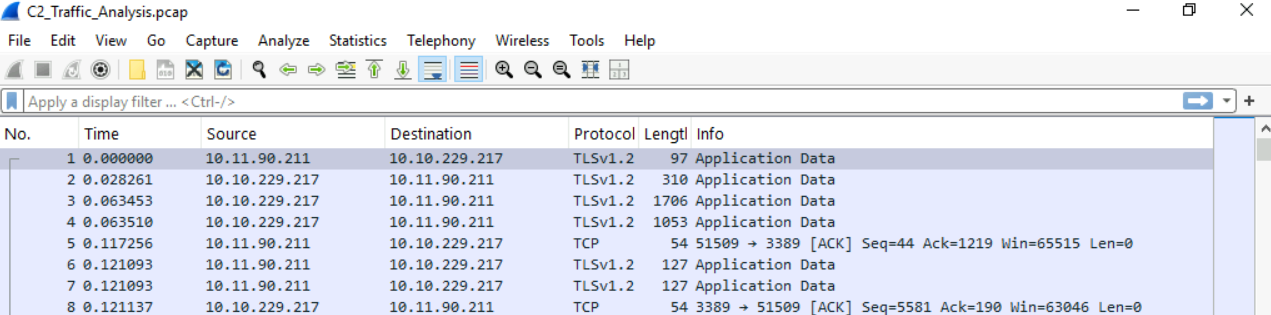 C2_Traffic_Analysis.pcap
File Edit View Go Capture Analyze Statistics Telephony Wireless Tools Help
Apply a display filter ... <Ctrl-/>
No. Time Source Destination Protocol Lengtl Info
1 0.000000 10.11.90.211 10.10.229.217 TLSv1.2 97 Application Data
2 0.028261 10.10.229.217 10.11.90.211 TLSv1.2 310 Application Data
3 0.063453 10.10.229.217 10.11.90.211 TLSv1.2 1706 Application Data
4 0.063510 10.10.229.217 10.11.90.211 TLSv1.2 1053 Application Data
5 0.117256 10.11.90.211 10.10.229.217 TCP 54 51509 → 3389 [ACK] Seq=44 Ack=1219 Win=65515 Len=0
6 0.121093 10.11.90.211 10.10.229.217 TLSv1.2 127 Application Data
7 0.121093 10.11.90.211 10.10.229.217 TLSv1.2 127 Application Data
8 0.121137 10.10.229.217 10.11.90.211 TCP 54 3389 → 51509 [ACK] Seq=5581 Ack=190 Win=63046 Len=0